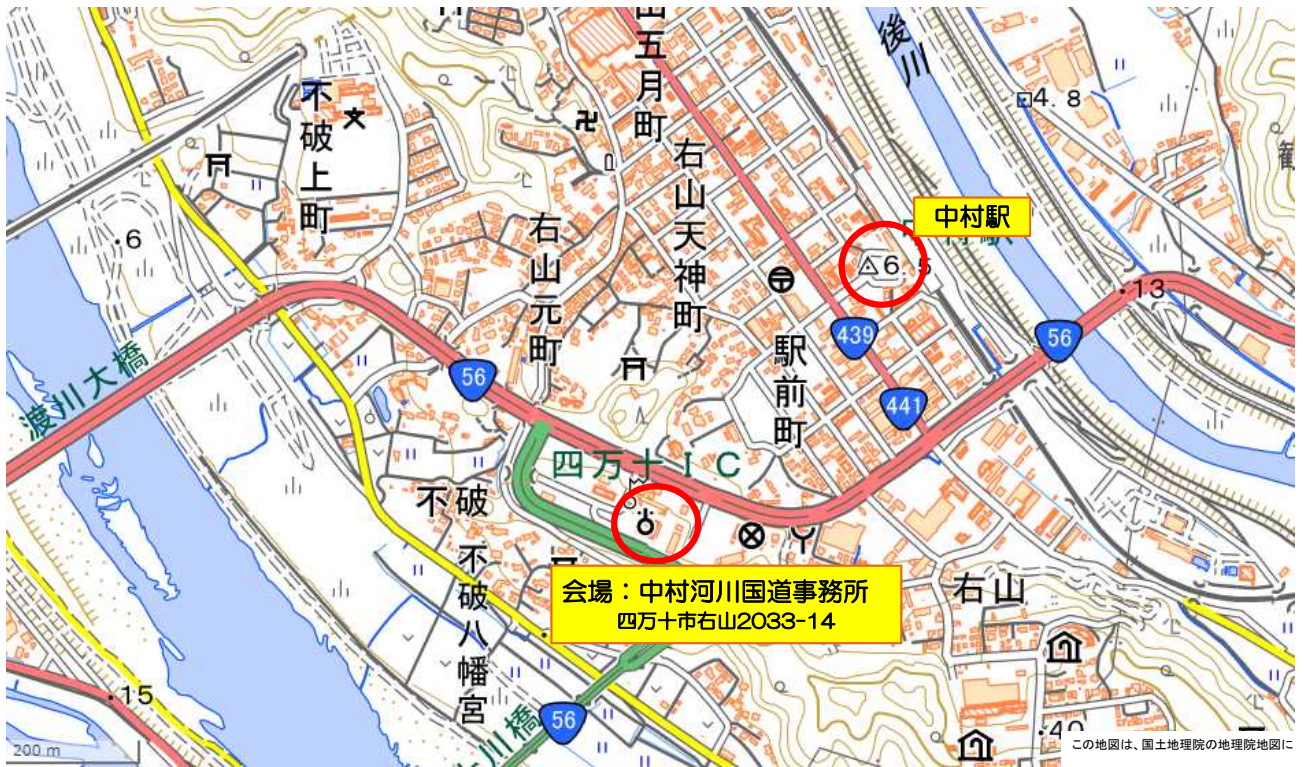 山五月町
後川
4.8
不破上町
右山天神町
中村駅
6
右山元町
6.5
13
439
56
駅前町
56
渡川大橋
441
四万十IC
不破
会場：中村河川国道事務所
四万十市右山2033-14
右山
不破八幡宮
15
56
川橋
40
200 m
この地図は、国土地理院の地理院地図に